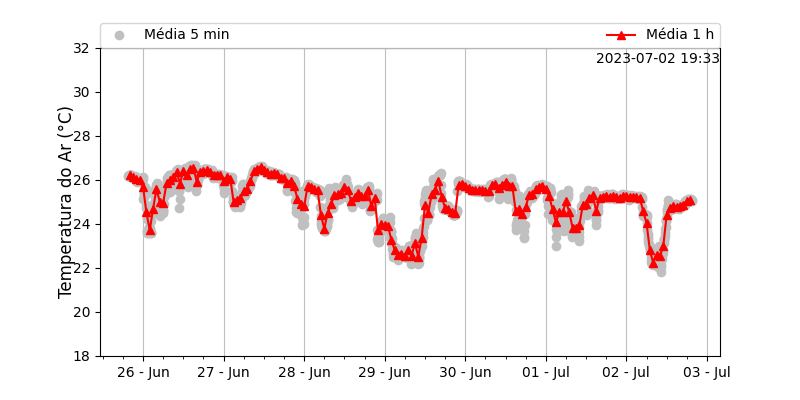 Média 5 min
Média 1 h
2023-07-02 19:33
Temperatura do Ar (°C)
32
30
28
26
24
22
20
18
26 - Jun
27 - Jun
28 - Jun
29 - Jun
30 - Jun
01 - Jul
02 - Jul
03 - Jul